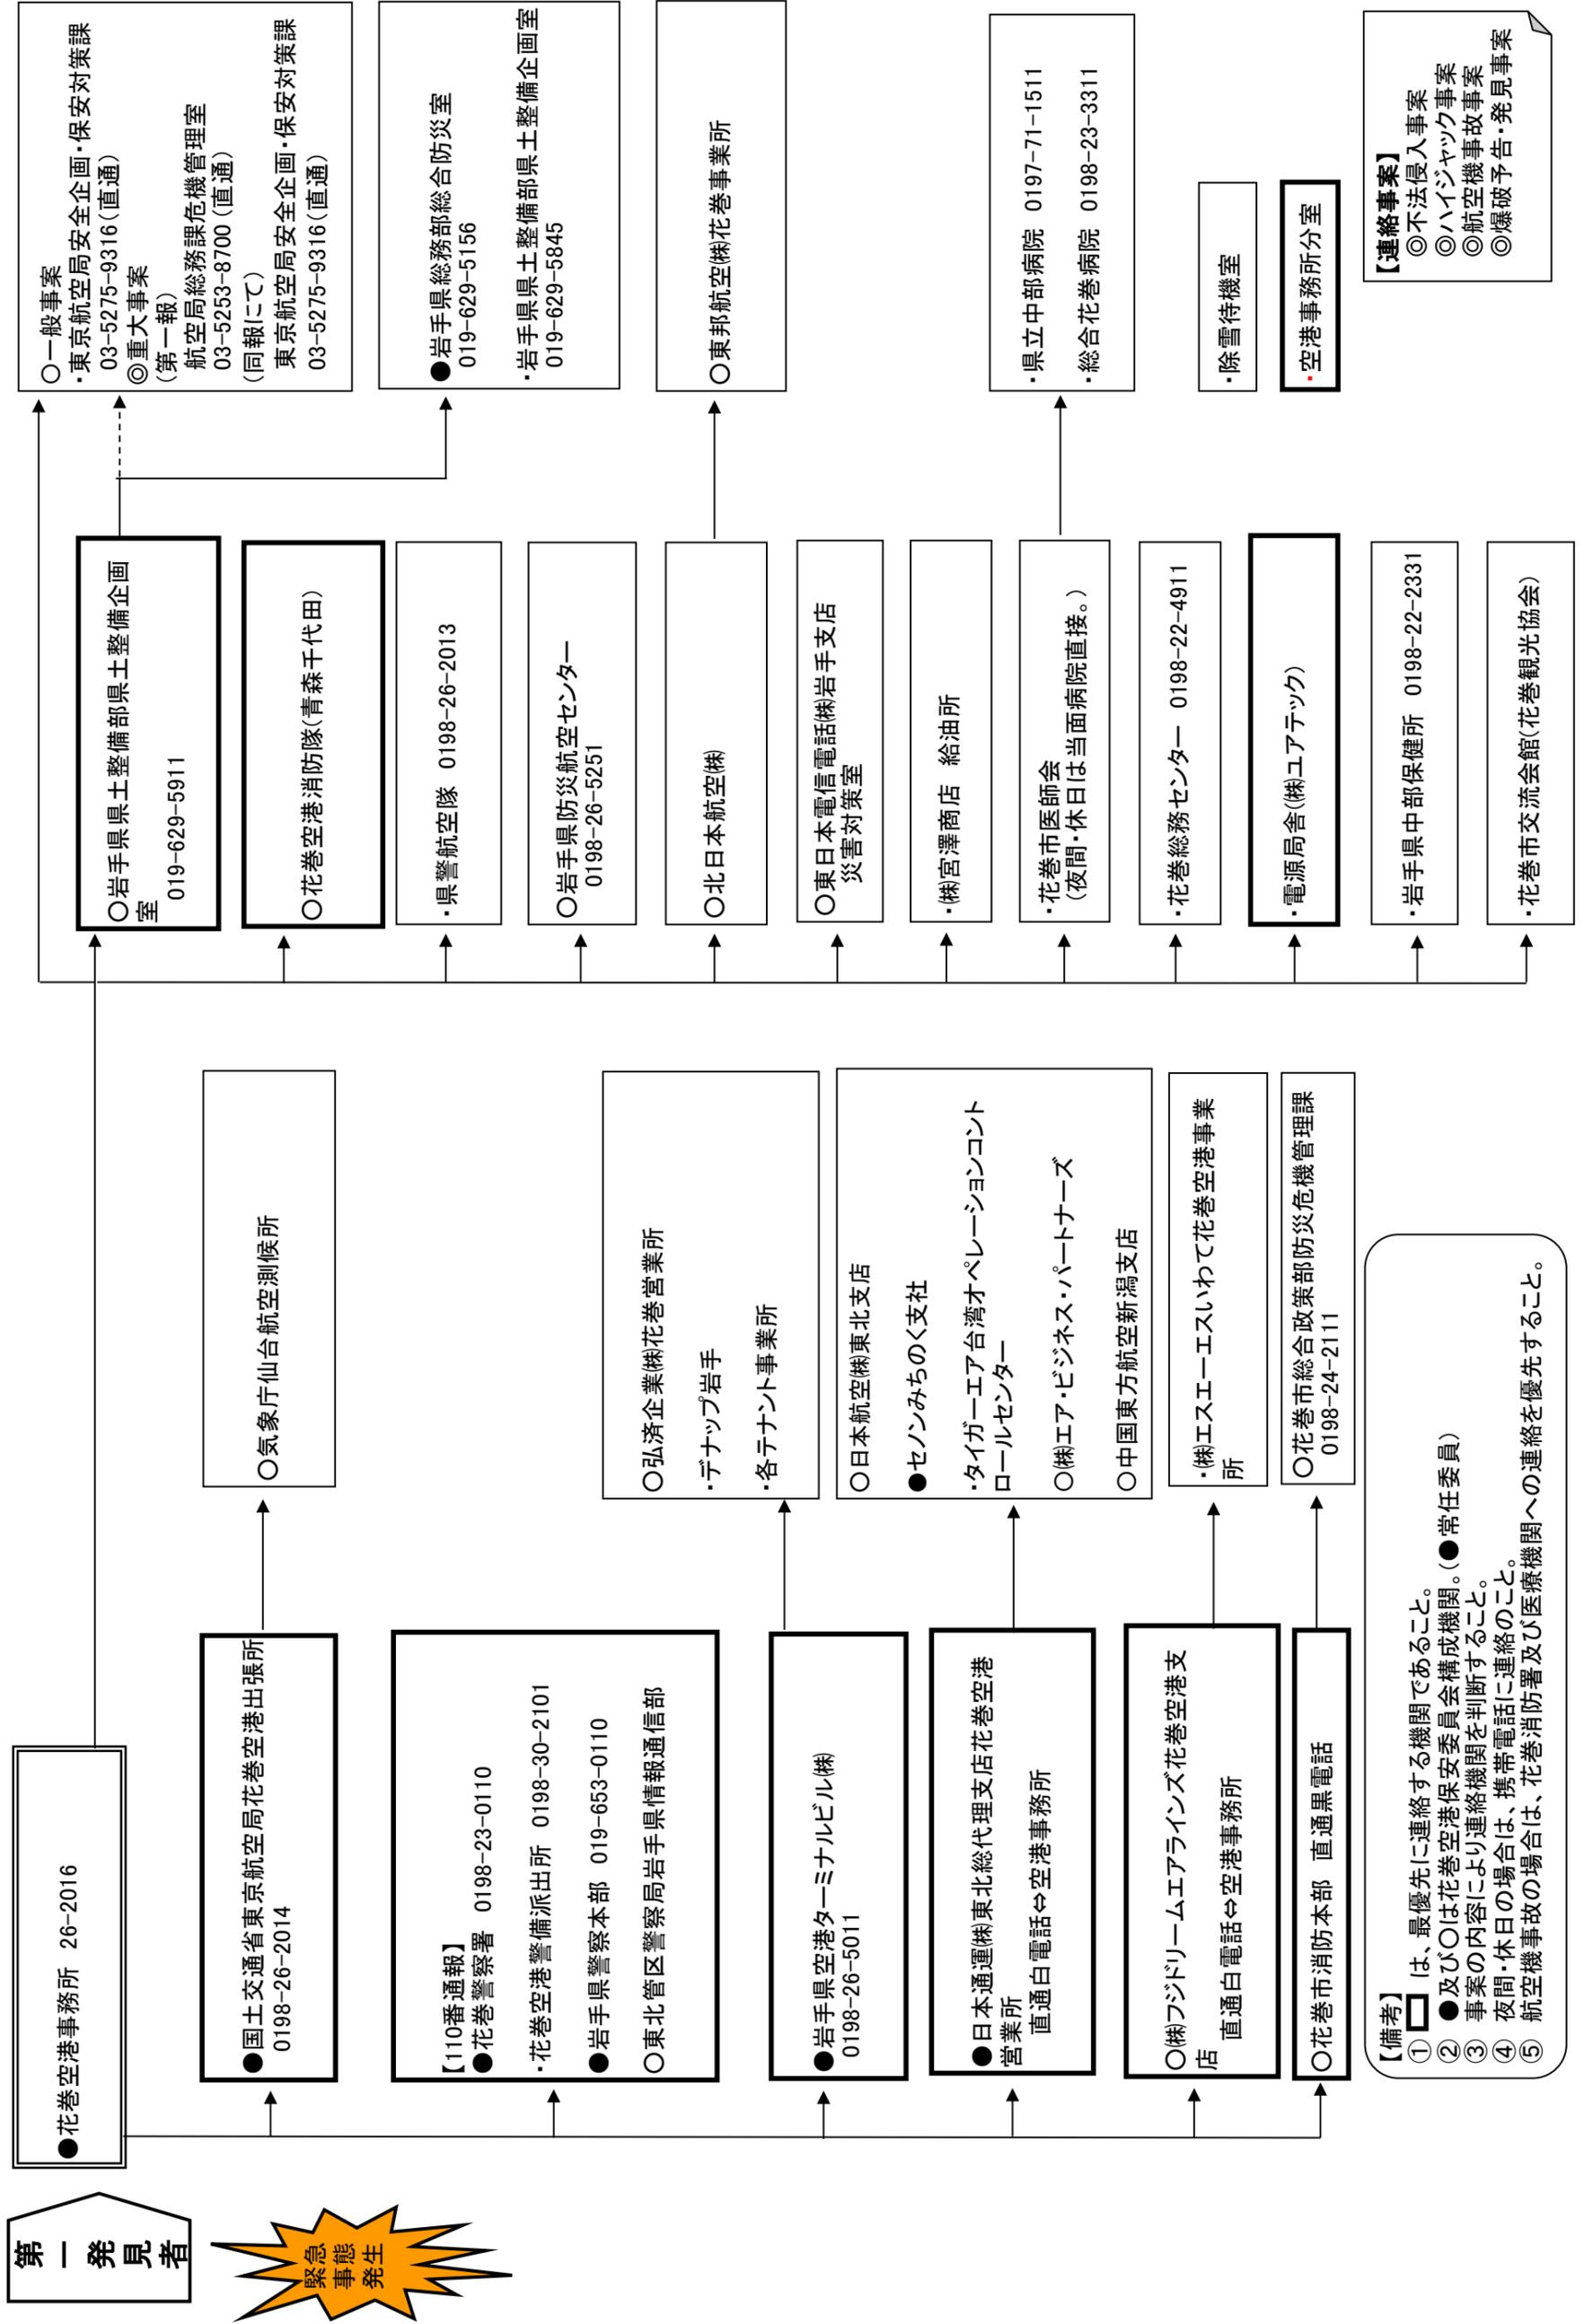 第一発見者
緊急
事態
発生
●花巻空港事務所 26-2016
●国土交通省東京航空局花巻空港出張所
0198-26-2014
【110番通報】
●花巻警察署 0198-23-0110
・花巻空港警備派出所 0198-30-2101
●岩手県警察本部 019-653-0110
○東北管区警察局岩手県情報通信部
●岩手県空港ターミナルビル㈱
0198-26-5011
●日本通運㈱東北総代理支店花巻空港
営業所
直通白電話⇔空港事務所
○㈱フジドリームエアラインズ花巻空港支
店
直通白電話⇔空港事務所
○花巻市消防本部 直通黒電話
○気象庁仙台航空測候所
○弘済企業㈱花巻営業所
・デナップ岩手
・各テナント事業所
○日本航空㈱東北支店
●セノンみちのく支社
・タイガーエア台湾オペレーションコント
ロールセンター
○㈱エア・ビジネス・パートナーズ
○中国東方航空新潟支店
・㈱エスエーエスいわて花巻空港事業
所
○花巻市総合政策部防災危機管理課
0198-24-2111
【備考】
① は、最優先に連絡する機関であること。
② ●及び○は花巻空港保安委員会構成機関。(●常任委員)
③ 事案の内容により連絡機関を判断すること。
④ 夜間・休日の場合は、携帯電話に連絡のこと。
⑤ 航空機事故の場合は、花巻消防署及び医療機関への連絡を優先すること。
○岩手県県土整備部県土整備企画
室
019-629-5911
○花巻空港消防隊(青森千代田)
・県警航空隊 0198-26-2013
○岩手県防災航空センター
0198-26-5251
○北日本航空㈱
○東日本電信電話㈱岩手支店
災害対策室
・㈱宮澤商店 給油所
・花巻市医師会
(夜間・休日は当面病院直接。)
・花巻総務センター 0198-22-4911
・電源局舎(㈱ユアテック)
・岩手県中部保健所 0198-22-2331
・花巻市交流会館(花巻観光協会)
○一般事案
・東京航空局安全企画・保安対策課
03-5275-9316(直通)
◎重大事案
(第一報)
航空局総務課危機管理室
03-5253-8700(直通)
(同報にて)
東京航空局安全企画・保安対策課
03-5275-9316(直通)
●岩手県総務部総合防災室
019-629-5156
・岩手県県土整備部県土整備企画室
019-629-5845
○東邦航空㈱花巻事業所
・県立中部病院 0197-71-1511
・総合花巻病院 0198-23-3311
・除雪待機室
・空港事務所分室
【連絡事案】
◎不法侵入事案
◎ハイジャック事案
◎航空機事故事案
◎爆破予告・発見事案